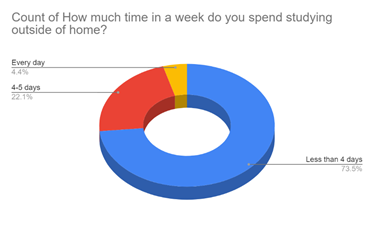 Count of How much time in a week do you spend studying
outside of home?
Every day
4.4%
4-5 days
22.1%
Less than 4 days
73.5%